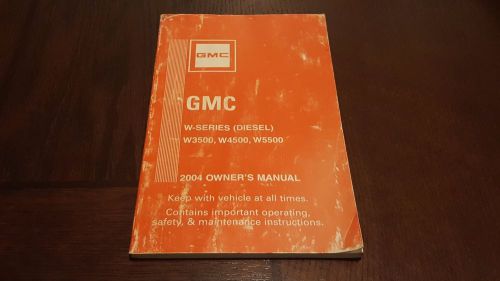 GMC
GMC
W-SERIES (DIESEL)
W3500, W4500, W5500
2004 OWNER'S MANUAL
Keep with vehicle at all times.
Contains important operating,
safety, & maintenance instructions.